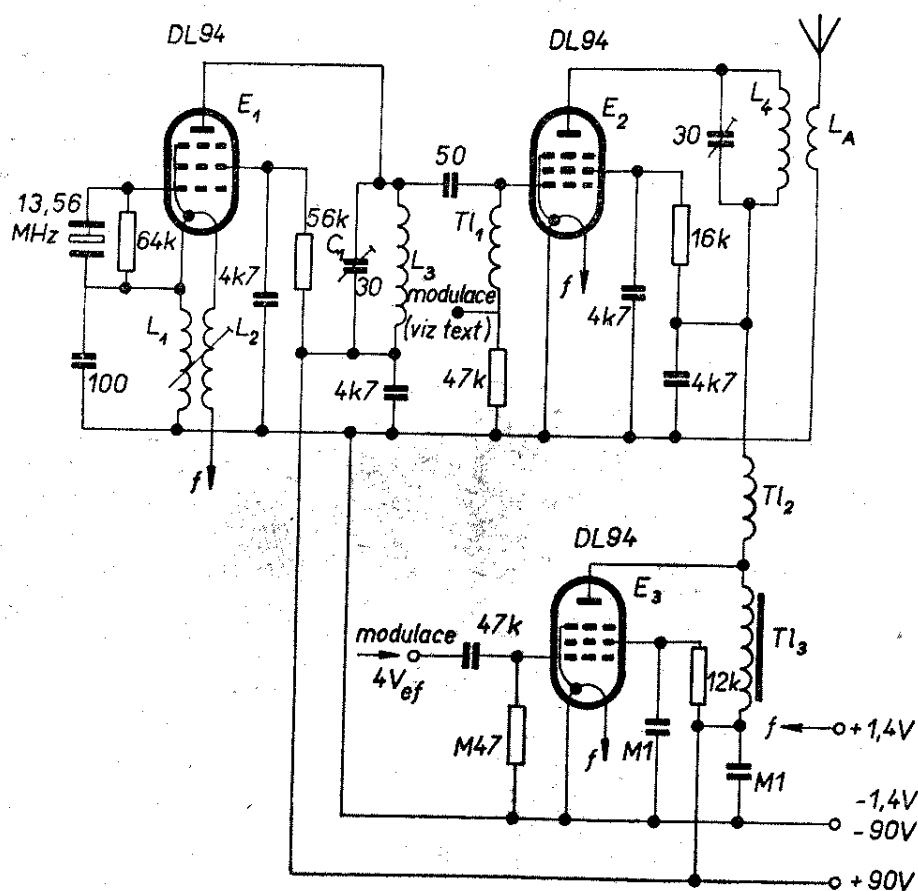 DL94
DL94
E1
E2
L4
LA
30
50
13,56
MHz
64k
4k7
56k
C1
30
L3
Tl1
modulace
(viz text)
f
16k
4k7
L1
L2
100
4k7
47k
4k7
f
Tl2
DL94
E3
modulace
4Vef
47k
12k
Tl3
M47
f
M1
f
+1,4V
M1
-1,4V
-90V
+90V